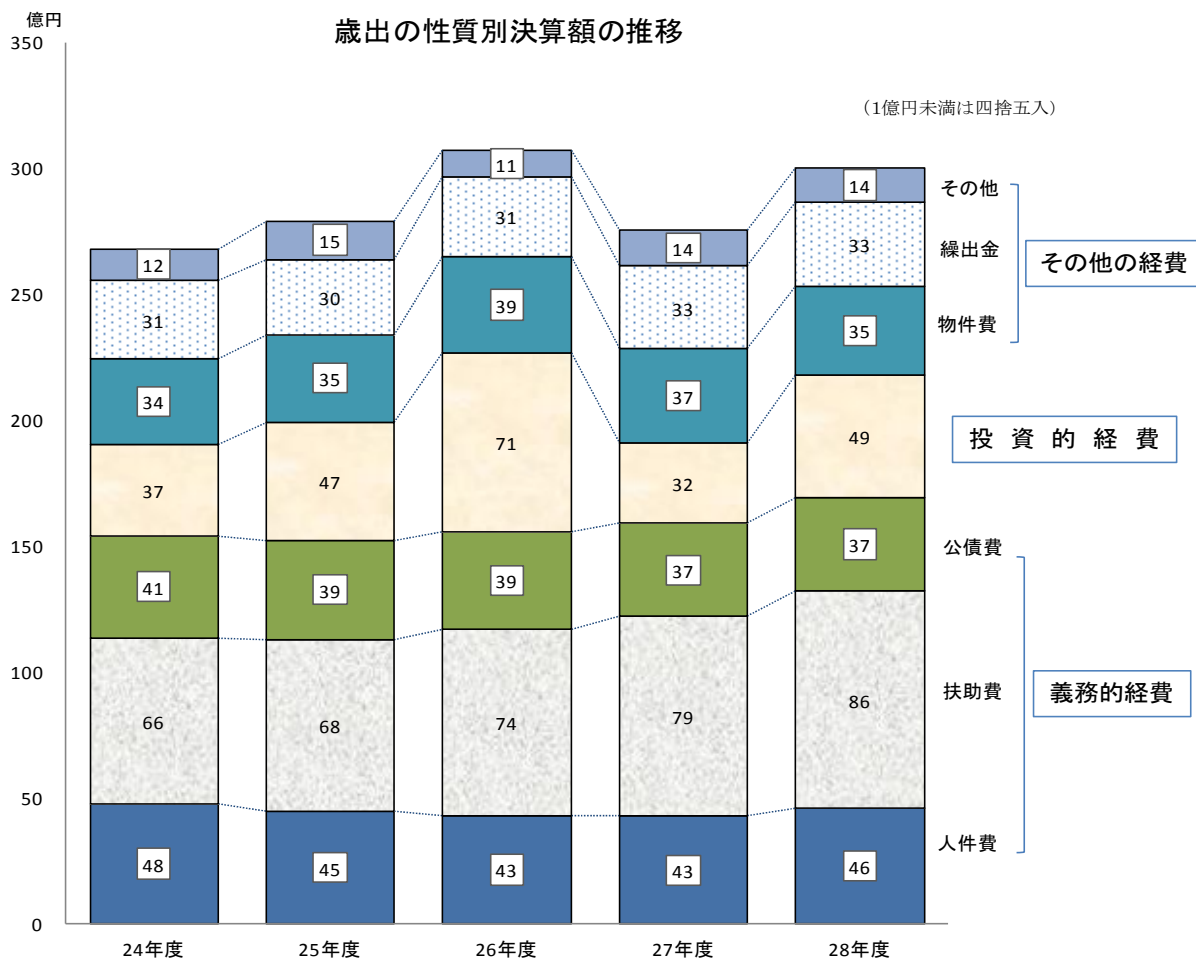 億円
歳出の性質別決算額の推移
(1億円未満は四捨五入)
350
300
250
200
150
100
50
0
12
31
34
37
41
66
48
15
30
35
47
39
68
45
11
31
39
71
39
74
43
14
33
37
32
37
79
43
14
33
35
49
37
86
46
24年度
25年度
26年度
27年度
28年度
その他
繰出金
物件費
その他の経費
投資的経費
公債費
扶助費
人件費
義務的経費